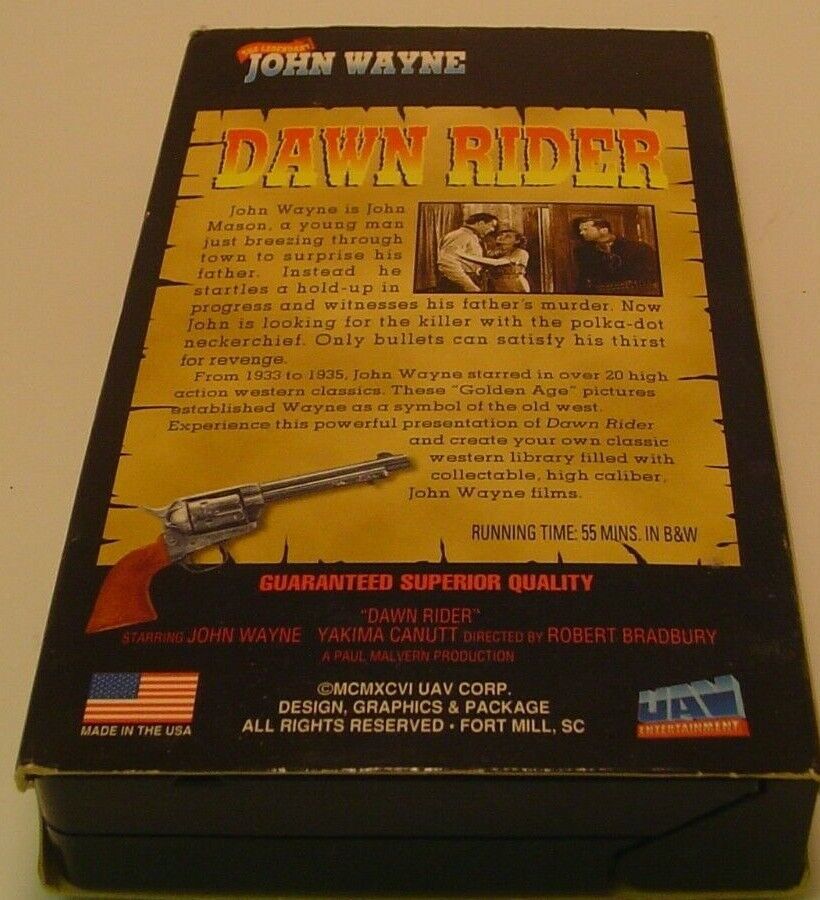 THE LEGENDARY
JOHN WAYNE
DAWN RIDER
John Wayne is John
Mason, a young man
just breezing through
town to surprise his
father. Instead he
startles a hold-up in
progress and witnesses his father's murder. Now
John is looking for the killer with the polka-dot
neckerchief. Only bullets can satisfy his thirst
for revenge.
From 1933 to 1935, John Wayne starred in over 20 high
action western classics. These "Golden Age" pictures
established Wayne as a symbol of the old west.
Experience this powerful presentation of Dawn Rider
and create your own classic
western library filled with
collectable, high caliber,
John Wayne films.
RUNNING TIME: 55 MINS. IN B&W
GUARANTEED SUPERIOR QUALITY
"DAWN RIDER"
STARRING JOHN WAYNE YAKIMA CANUTT DIRECTED BY ROBERT BRADBURY
A PAUL MALVERN PRODUCTION
©MCMXCVI UAV CORP.
DESIGN, GRAPHICS & PACKAGE
ALL RIGHTS RESERVED • FORT MILL, SC
MADE IN THE USA
UAV
ENTERTAINMENT